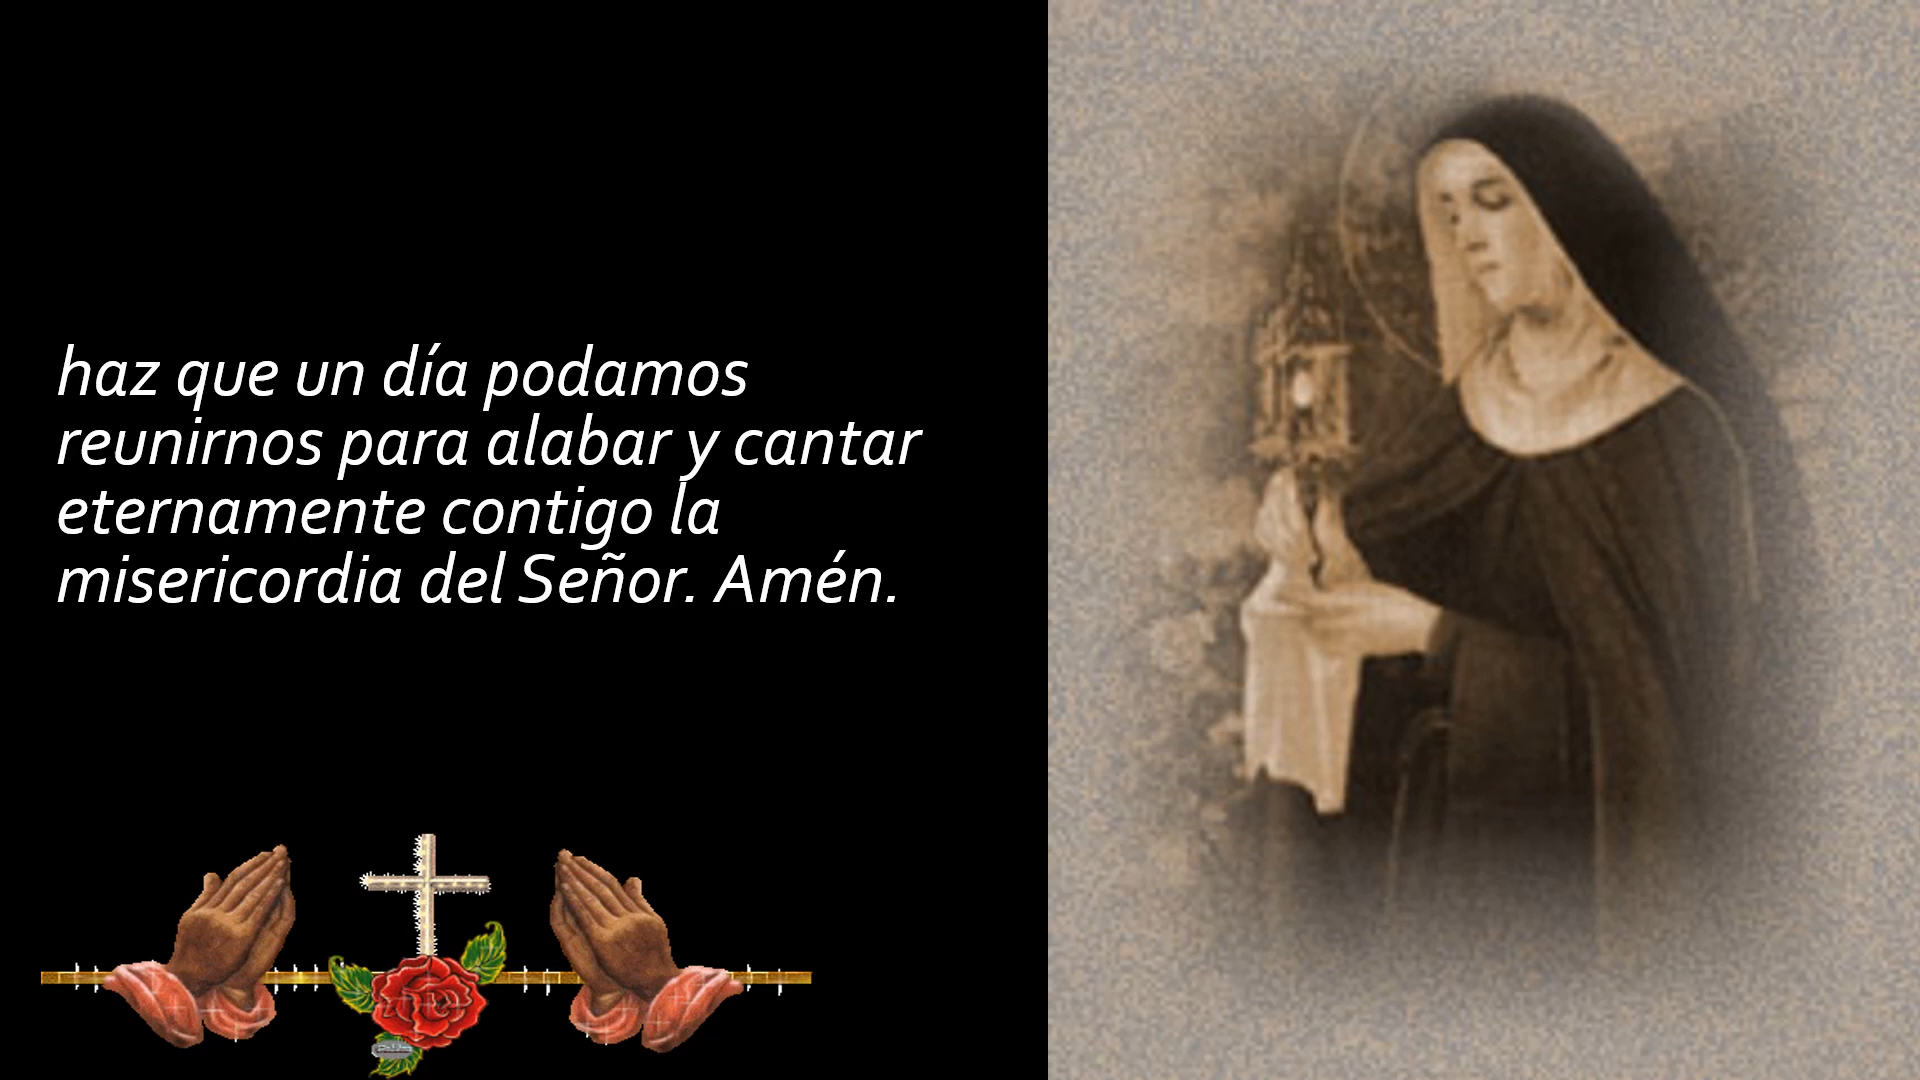 haz que un día podamos
reunirnos para alabar y cantar
eternamente contigo la
misericordia del Señor. Amén.